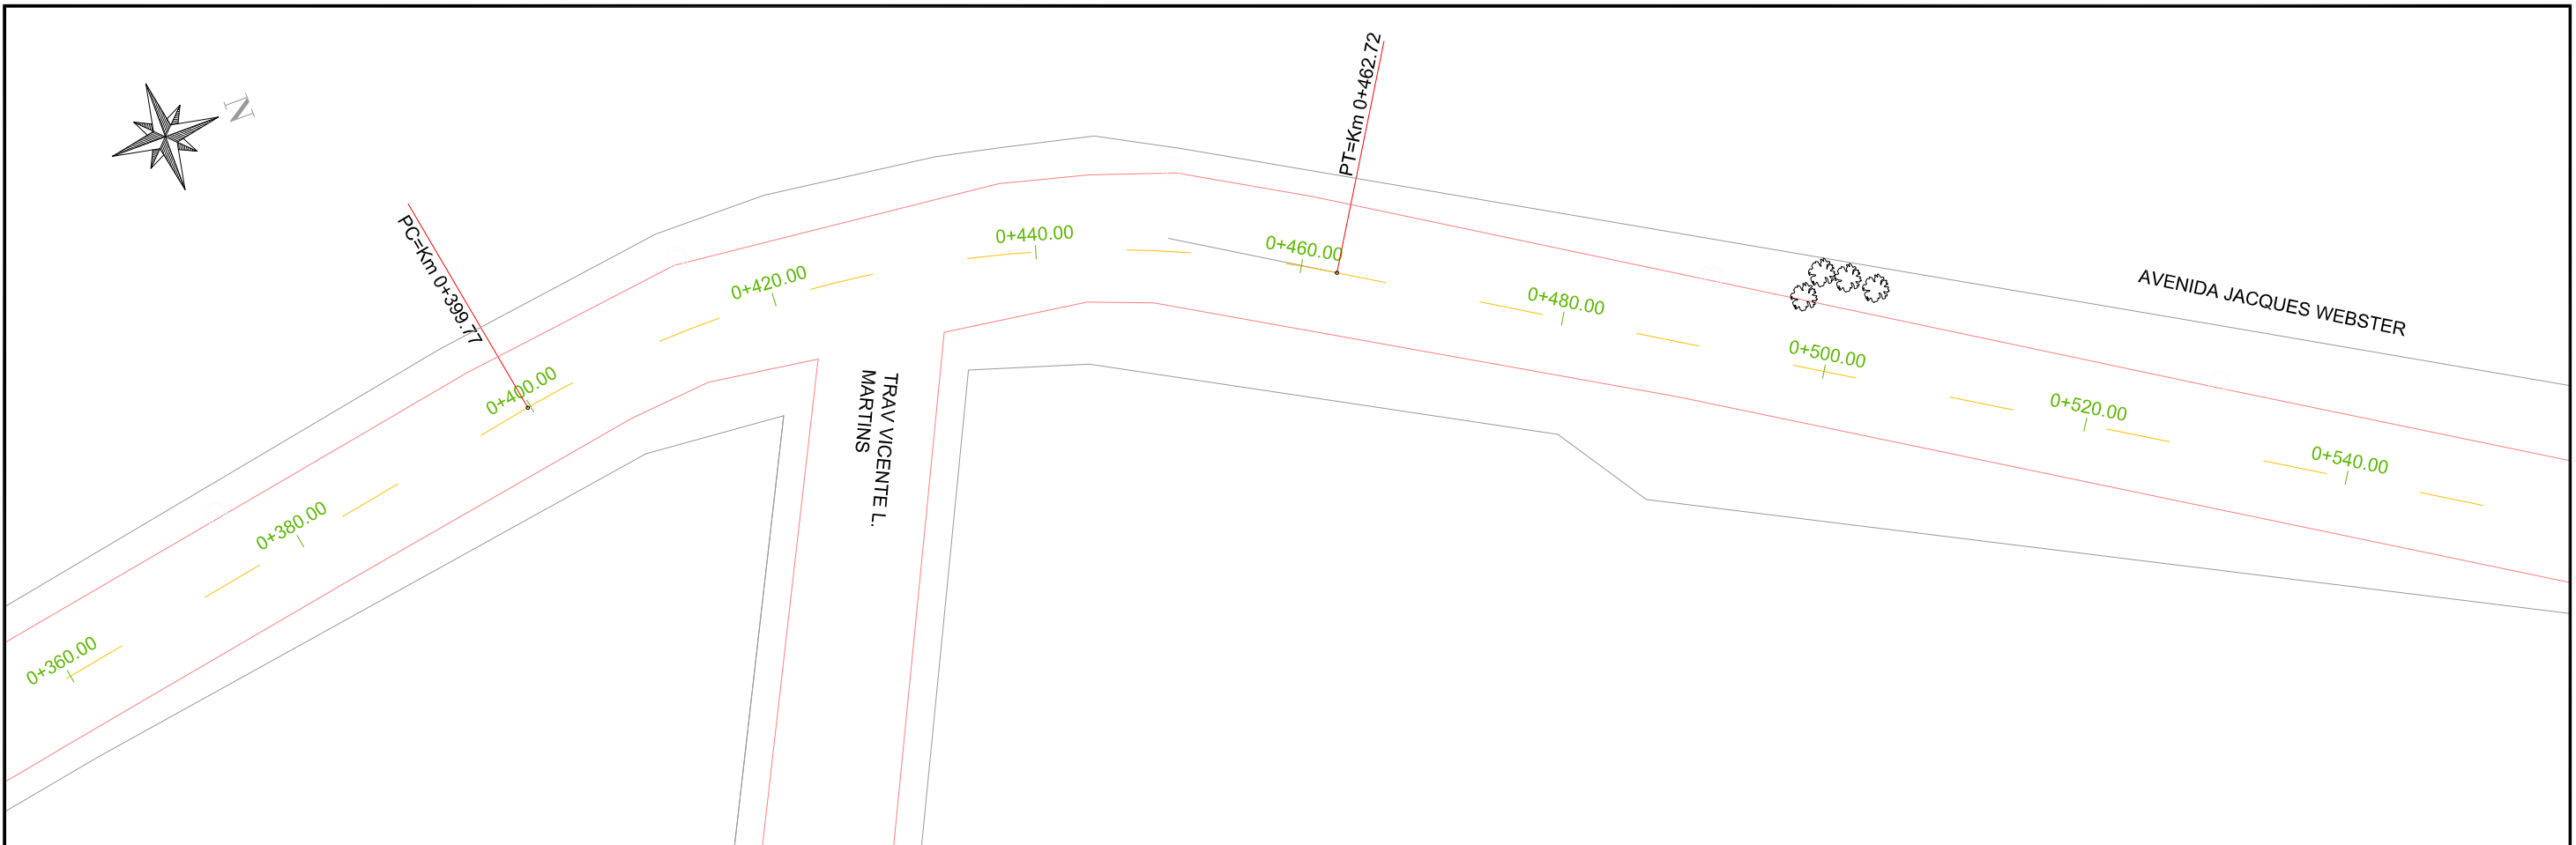 N
PC=Km 0+399.77
PT=Km 0+462.72
0+360.00
0+380.00
0+400.00
0+420.00
0+440.00
0+460.00
0+480.00
0+500.00
0+520.00
0+540.00
AVENIDA JACQUES WEBSTER
TRAV VICENTE L.
MARTINS